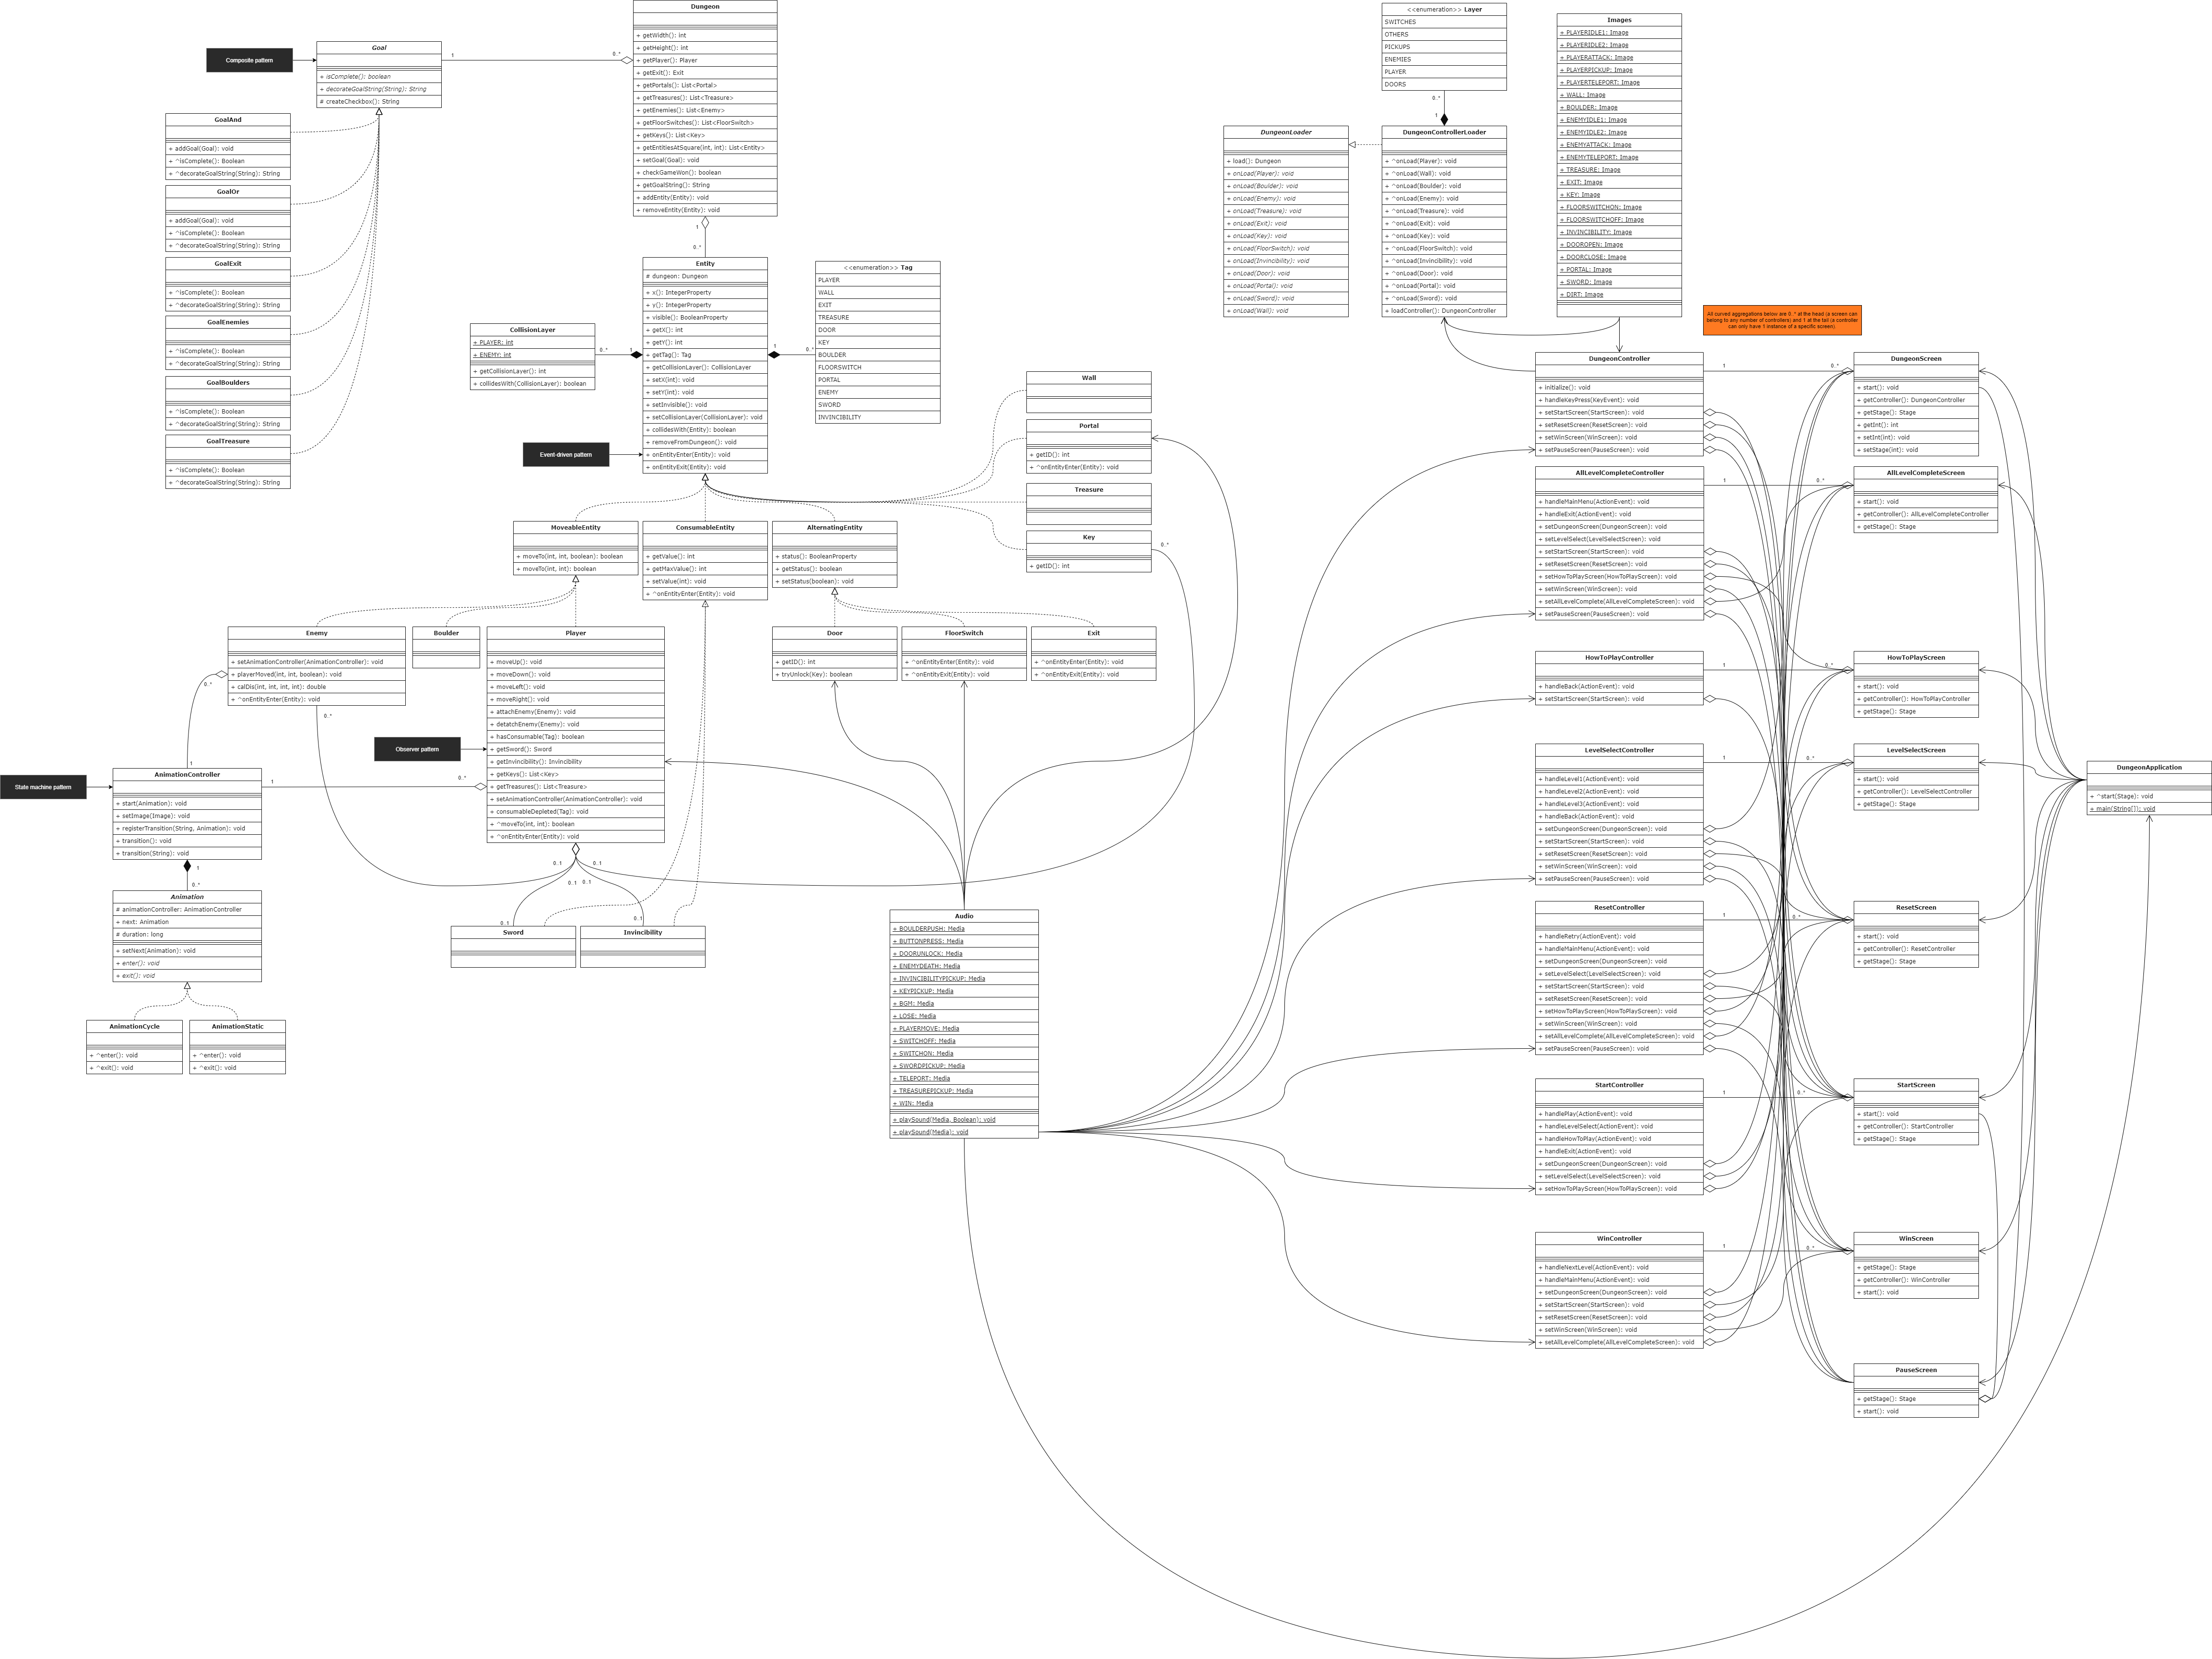 Composite pattern
Goal
+ isComplete(): boolean
+ decorateGoalString(String): String
# createCheckbox(): String
1
0..*
GoalAnd
+ addGoal(Goal): void
+ ^isComplete(): Boolean
+ ^decorateGoalString(String): String
GoalOr
+ addGoal(Goal): void
+ ^isComplete(): Boolean
+ ^decorateGoalString(String): String
GoalExit
+ ^isComplete(): Boolean
+ ^decorateGoalString(String): String
GoalEnemies
+ ^isComplete(): Boolean
+ ^decorateGoalString(String): String
GoalBoulders
+ ^isComplete(): Boolean
+ ^decorateGoalString(String): String
GoalTreasure
+ ^isComplete(): Boolean
+ ^decorateGoalString(String): String
Dungeon
+ getWidth(): int
+ getHeight(): int
+ getPlayer(): Player
+ getExit(): Exit
+ getPortals(): List<Portal>
+ getTreasures(): List<Treasure>
+ getEnemies(): List<Enemy>
+ getFloorSwitches(): List<FloorSwitch>
+ getKeys(): List<Key>
+ getEntitiesAtSquare(int, int): List<Entity>
+ setGoal(Goal): void
+ checkGameWon(): boolean
+ getGoalString(): String
+ addEntity(Entity): void
+ removeEntity(Entity): void
1
0..*
Entity
# dungeon: Dungeon
+ x(): IntegerProperty
+ y(): IntegerProperty
+ visible(): BooleanProperty
+ getX(): int
+ getY(): int
+ getTag(): Tag
+ getCollisionLayer(): CollisionLayer
+ setX(int): void
+ setY(int): void
+ setInvisible(): void
+ setCollisionLayer(CollisionLayer): void
+ collidesWith(Entity): boolean
+ removeFromDungeon(): void
+ onEntityEnter(Entity): void
+ onEntityExit(Entity): void
CollisionLayer
+ PLAYER: int
+ ENEMY: int
+ getCollisionLayer(): int
+ collidesWith(CollisionLayer): boolean
0..*
1
1
0..*
<<enumeration>> Tag
PLAYER
WALL
EXIT
TREASURE
DOOR
KEY
BOULDER
FLOORSWITCH
PORTAL
ENEMY
SWORD
INVINCIBILITY
Event-driven pattern
Wall
Portal
+ getID(): int
+ ^onEntityEnter(Entity): void
Treasure
Key
+ getID(): int
0..*
MoveableEntity
+ moveTo(int, int, boolean): boolean
+ moveTo(int, int): boolean
ConsumableEntity
+ getValue(): int
+ getMaxValue(): int
+ setValue(int): void
+ ^onEntityEnter(Entity): void
AlternatingEntity
+ status(): BooleanProperty
+ getStatus(): boolean
+ setStatus(boolean): void
Enemy
+ setAnimationController(AnimationController): void
+ playerMoved(int, int, boolean): void
+ calDis(int, int, int, int): double
+ ^onEntityEnter(Entity): void
0..*
0..*
Boulder
Player
+ moveUp(): void
+ moveDown(): void
+ moveLeft(): void
+ moveRight(): void
+ attachEnemy(Enemy): void
+ detatchEnemy(Enemy): void
+ hasConsumable(Tag): boolean
+ getSword(): Sword
+ getInvincibility(): Invincibility
+ getKeys(): List<Key>
+ getTreasures(): List<Treasure>
+ setAnimationController(AnimationController): void
+ consumableDepleted(Tag): void
+ ^moveTo(int, int): boolean
+ ^onEntityEnter(Entity): void
Observer pattern
Door
+ getID(): int
+ tryUnlock(Key): boolean
FloorSwitch
+ ^onEntityEnter(Entity): void
+ ^onEntityExit(Entity): void
Exit
+ ^onEntityEnter(Entity): void
+ ^onEntityExit(Entity): void
State machine pattern
1
AnimationController
+ start(Animation): void
+ setImage(Image): void
+ registerTransition(String, Animation): void
+ transition(): void
+ transition(String): void
1
0..*
1
0..*
Animation
# animationController: AnimationController
+ next: Animation
# duration: long
+ setNext(Animation): void
+ enter(): void
+ exit(): void
AnimationCycle
+ ^enter(): void
+ ^exit(): void
AnimationStatic
+ ^enter(): void
+ ^exit(): void
0..1
0..1
0..1
0..1
0..1
0..1
Sword
Invincibility
Audio
+ BOULDERPUSH: Media
+ BUTTONPRESS: Media
+ DOORUNLOCK: Media
+ ENEMYDEATH: Media
+ INVINCIBILITYPICKUP: Media
+ KEYPICKUP: Media
+ BGM: Media
+ LOSE: Media
+ PLAYERMOVE: Media
+ SWITCHOFF: Media
+ SWITCHON: Media
+ SWORDPICKUP: Media
+ TELEPORT: Media
+ TREASUREPICKUP: Media
+ WIN: Media
+ playSound(Media, Boolean): void
+ playSound(Media): void
<<enumeration>> Layer
SWITCHES
OTHERS
PICKUPS
ENEMIES
PLAYER
DOORS
0..*
1
DungeonLoader
+ load(): Dungeon
+ onLoad(Player): void
+ onLoad(Boulder): void
+ onLoad(Enemy): void
+ onLoad(Treasure): void
+ onLoad(Exit): void
+ onLoad(Key): void
+ onLoad(FloorSwitch): void
+ onLoad(Invincibility): void
+ onLoad(Door): void
+ onLoad(Portal): void
+ onLoad(Sword): void
+ onLoad(Wall): void
DungeonControllerLoader
+ ^onLoad(Player): void
+ ^onLoad(Wall): void
+ ^onLoad(Boulder): void
+ ^onLoad(Enemy): void
+ ^onLoad(Treasure): void
+ ^onLoad(Exit): void
+ ^onLoad(Key): void
+ ^onLoad(FloorSwitch): void
+ ^onLoad(Invincibility): void
+ ^onLoad(Door): void
+ ^onLoad(Portal): void
+ ^onLoad(Sword): void
+ loadController(): DungeonController
Images
+ PLAYERIDLE1: Image
+ PLAYERIDLE2: Image
+ PLAYERATTACK: Image
+ PLAYERPICKUP: Image
+ PLAYERTELEPORT: Image
+ WALL: Image
+ BOULDER: Image
+ ENEMYIDLE1: Image
+ ENEMYIDLE2: Image
+ ENEMYATTACK: Image
+ ENEMYTELEPORT: Image
+ TREASURE: Image
+ EXIT: Image
+ KEY: Image
+ FLOORSWITCHON: Image
+ FLOORSWITCHOFF: Image
+ INVINCIBILITY: Image
+ DOOROPEN: Image
+ DOORCLOSE: Image
+ PORTAL: Image
+ SWORD: Image
+ DIRT: Image
All curved aggregations below are 0..* at the head (a screen can
belong to any number of controllers) and 1 at the tail (a controller
can only have 1 instance of a specific screen)
DungeonController
+ initialize(): void
+ handleKeyPress(KeyEvent): void
+ setStartScreen(StartScreen): void
+ setResetScreen(ResetScreen): void
+ setWinScreen(WinScreen): void
+ setPauseScreen(PauseScreen): void
1
0..*
DungeonScreen
+ start(): void
+ getController(): DungeonController
+ getStage(): Stage
+ getInt(): int
+ setInt(int): void
+ setStage(int): void
AllLevelCompleteController
+ handleMainMenu(ActionEvent): void
+ handleExit(ActionEvent): void
+ setDungeonScreen(DungeonScreen): void
+ setLevelSelect(LevelSelectScreen): void
+ setStartScreen(StartScreen): void
+ setResetScreen(ResetScreen): void
+ setHowToPlayScreen(HowToPlayScreen): void
+ setWinScreen(WinScreen): void
+ setAllLevelComplete(AllLevelCompleteScreen): void
+ setPauseScreen(PauseScreen): void
1
0..*
AllLevelCompleteScreen
+ start(): void
+ getController(): AllLevelCompleteController
+ getStage(): Stage
HowToPlayController
+ handleBack(ActionEvent): void
+ setStartScreen(StartScreen): void
1
0..*
HowToPlayScreen
+ start(): void
+ getController(): HowToPlayController
+ getStage(): Stage
LevelSelectController
+ handleLevel1(ActionEvent): void
+ handleLevel2(ActionEvent): void
+ handleLevel3(ActionEvent): void
+ handleBack(ActionEvent): void
+ setDungeonScreen(DungeonScreen): void
+ setStartScreen(StartScreen): void
+ setResetScreen(ResetScreen): void
+ setWinScreen(WinScreen): void
+ setPauseScreen(PauseScreen): void
1
0..*
LevelSelectScreen
+ start(): void
+ getController(): LevelSelectController
+ getStage(): Stage
DungeonApplication
+ ^start(Stage): void
+ main(String[]): void
ResetController
+ handleRetry(ActionEvent): void
+ handleMainMenu(ActionEvent): void
+ setDungeonScreen(DungeonScreen): void
+ setLevelSelect(LevelSelectScreen): void
+ setStartScreen(StartScreen): void
+ setResetScreen(ResetScreen): void
+ setHowToPlayScreen(HowToPlayScreen): void
+ setWinScreen(WinScreen): void
+ setAllLevelComplete(AllLevelCompleteScreen): void
+ setPauseScreen(PauseScreen): void
1
0..*
ResetScreen
+ start(): void
+ getController(): ResetController
+ getStage(): Stage
StartController
+ handlePlay(ActionEvent): void
+ handleLevelSelect(ActionEvent): void
+ handleHowToPlay(ActionEvent): void
+ handleExit(ActionEvent): void
+ setDungeonScreen(DungeonScreen): void
+ setLevelSelect(LevelSelectScreen): void
+ setHowToPlayScreen(HowToPlayScreen): void
1
0..*
StartScreen
+ start(): void
+ getController(): StartController
+ getStage(): Stage
WinController
+ handleNextLevel(ActionEvent): void
+ handleMainMenu(ActionEvent): void
+ setDungeonScreen(DungeonScreen): void
+ setStartScreen(StartScreen): void
+ setResetScreen(ResetScreen): void
+ setWinScreen(WinScreen): void
+ setAllLevelComplete(AllLevelCompleteScreen): void
1
0..*
WinScreen
+ getStage(): Stage
+ getController(): WinController
+ start(): void
PauseScreen
+ getStage(): Stage
+ start(): void